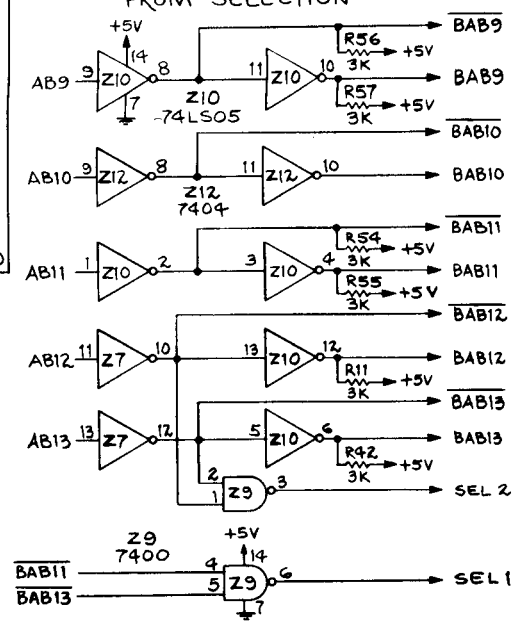 PROM SELECTION
+5V
14
AB9 9 Z10 8 11 Z10 10
7
Z10
74LS05
BAB9
R56
3K
+5V
BAB9
R57
3K
+5V
BAB10
AB10 9 Z12 8 11 Z12 10 BAB10
Z12
7404
BAB11
R54
3K
+5V
AB11 1 Z10 2 3 Z10 4 BAB11
R55
3K
+5V
BAB12
AB12 11 Z7 10 13 Z10 12 BAB12
R11
3K
+5V
BAB13
AB13 13 Z7 12 5 Z10 6 BAB13
R42
3K
+5V
2
1
Z9 3 SEL 2
Z9
7400
+5V
14
BAB11 4
BAB13 5
Z9 6 SEL 1
7